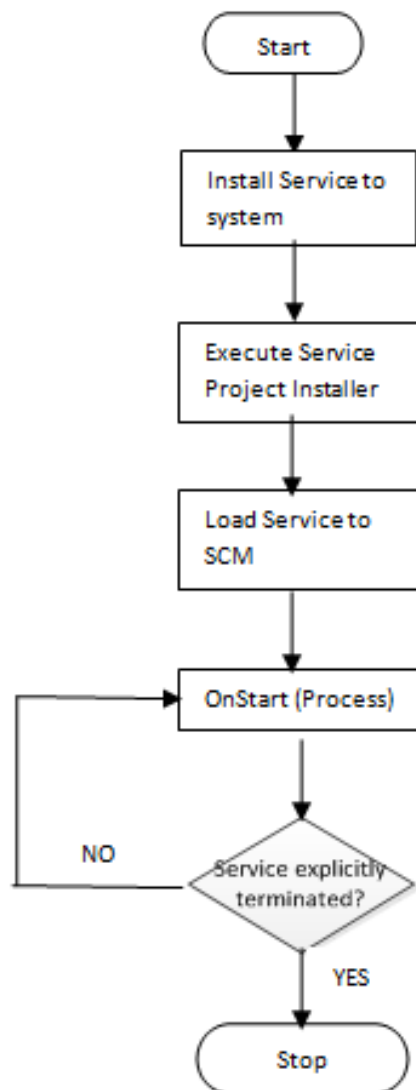 Start
Install Service to
system
Execute Service
Project Installer
Load Service to
SCM
OnStart (Process)
NO
Service explicitly
terminated?
YES
Stop